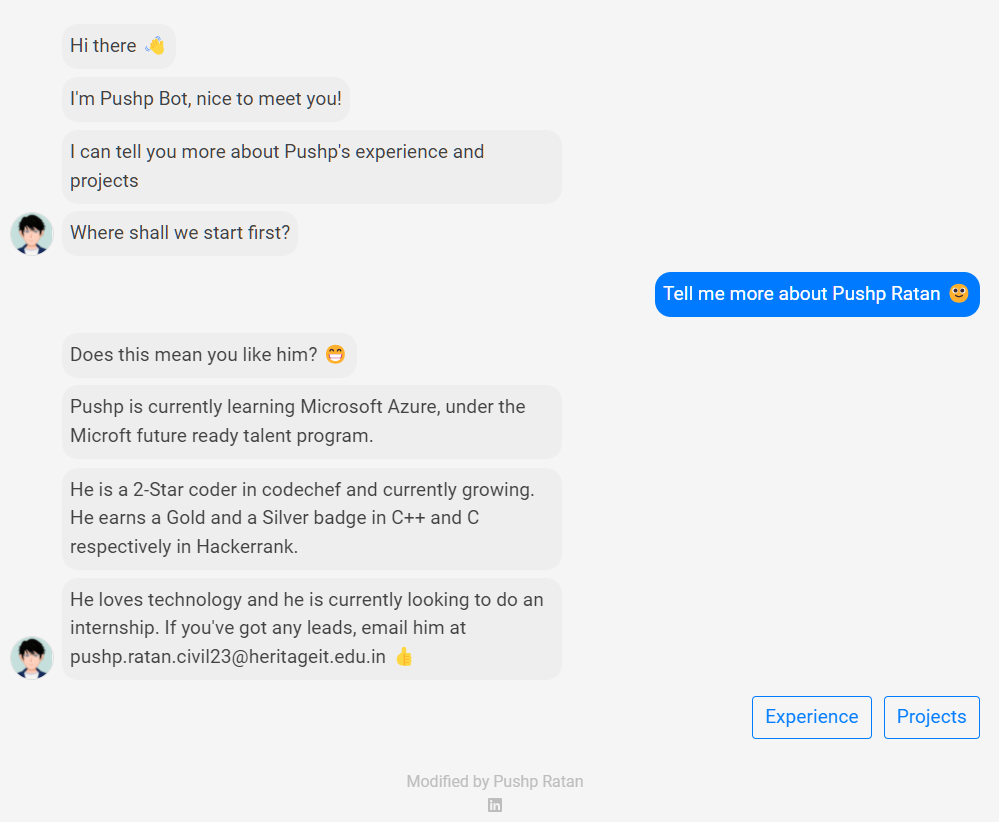 Hi there 👋
I'm Pushp Bot, nice to meet you!
I can tell you more about Pushp's experience and
projects
Where shall we start first?
Tell me more about Pushp Ratan 🙂
Does this mean you like him? 😁
Pushp is currently learning Microsoft Azure, under the
Microft future ready talent program.
He is a 2-Star coder in codechef and currently growing.
He earns a Gold and a Silver badge in C++ and C
respectively in Hackerrank.
He loves technology and he is currently looking to do an
internship. If you've got any leads, email him at
pushp.ratan.civil23@heritageit.edu.in 👍
Experience
Projects
Modified by Pushp Ratan
in